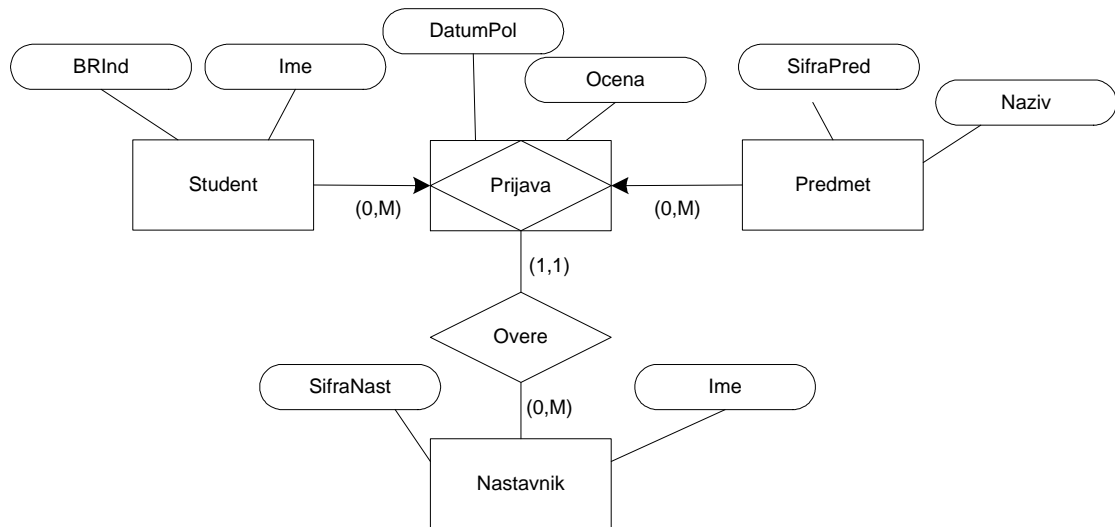 DatumPol
BRInd
Ime
SifraPred
Ocena
Naziv
Student
Prijava
Predmet
(0,M)
(0,M)
(1,1)
Overe
SifraNast
Ime
(0,M)
Nastavnik